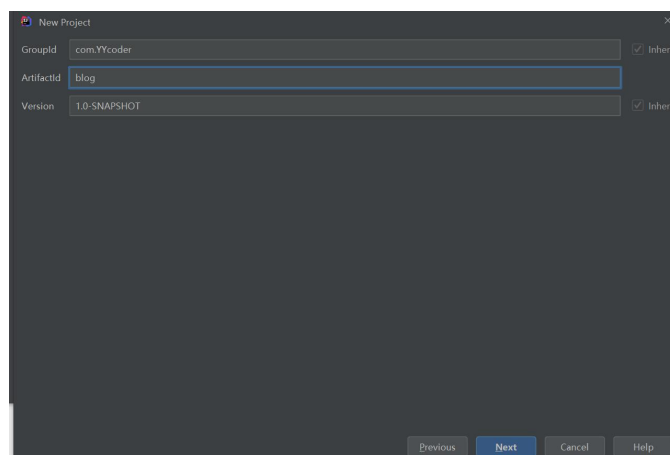 New Project
GroupId com.YYcoder Inher
ArtifactId blog
Version 1.0-SNAPSHOT Inher
Previous Next Cancel Help